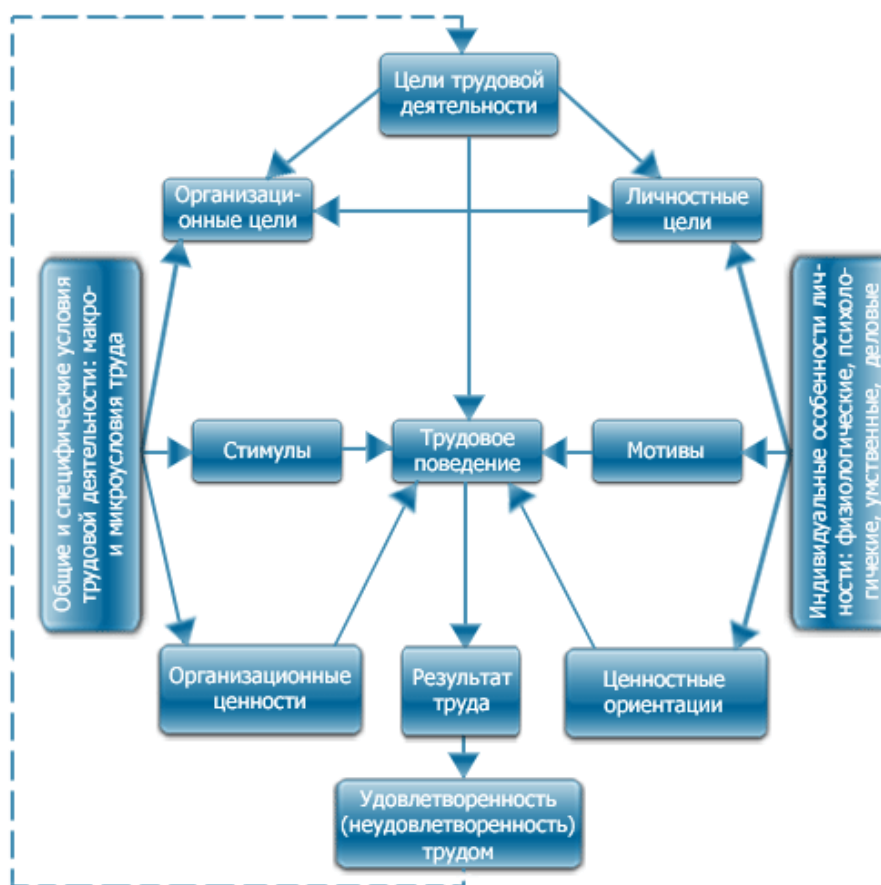 Цели трудовой
деятельности
Организаци-
онные цели
Личностные
цели
Общие и специфические условия
трудовой деятельности: макро-
и микроусловия труда
Стимулы
Трудовое
поведение
Мотивы
Индивидуальные особенности лич-
ности: физиологические, психоло-
гичекие, умственные, деловые
Организационные
ценности
Результат
труда
Ценностные
ориентации
Удовлетворенность
(неудовлетворенность)
трудом